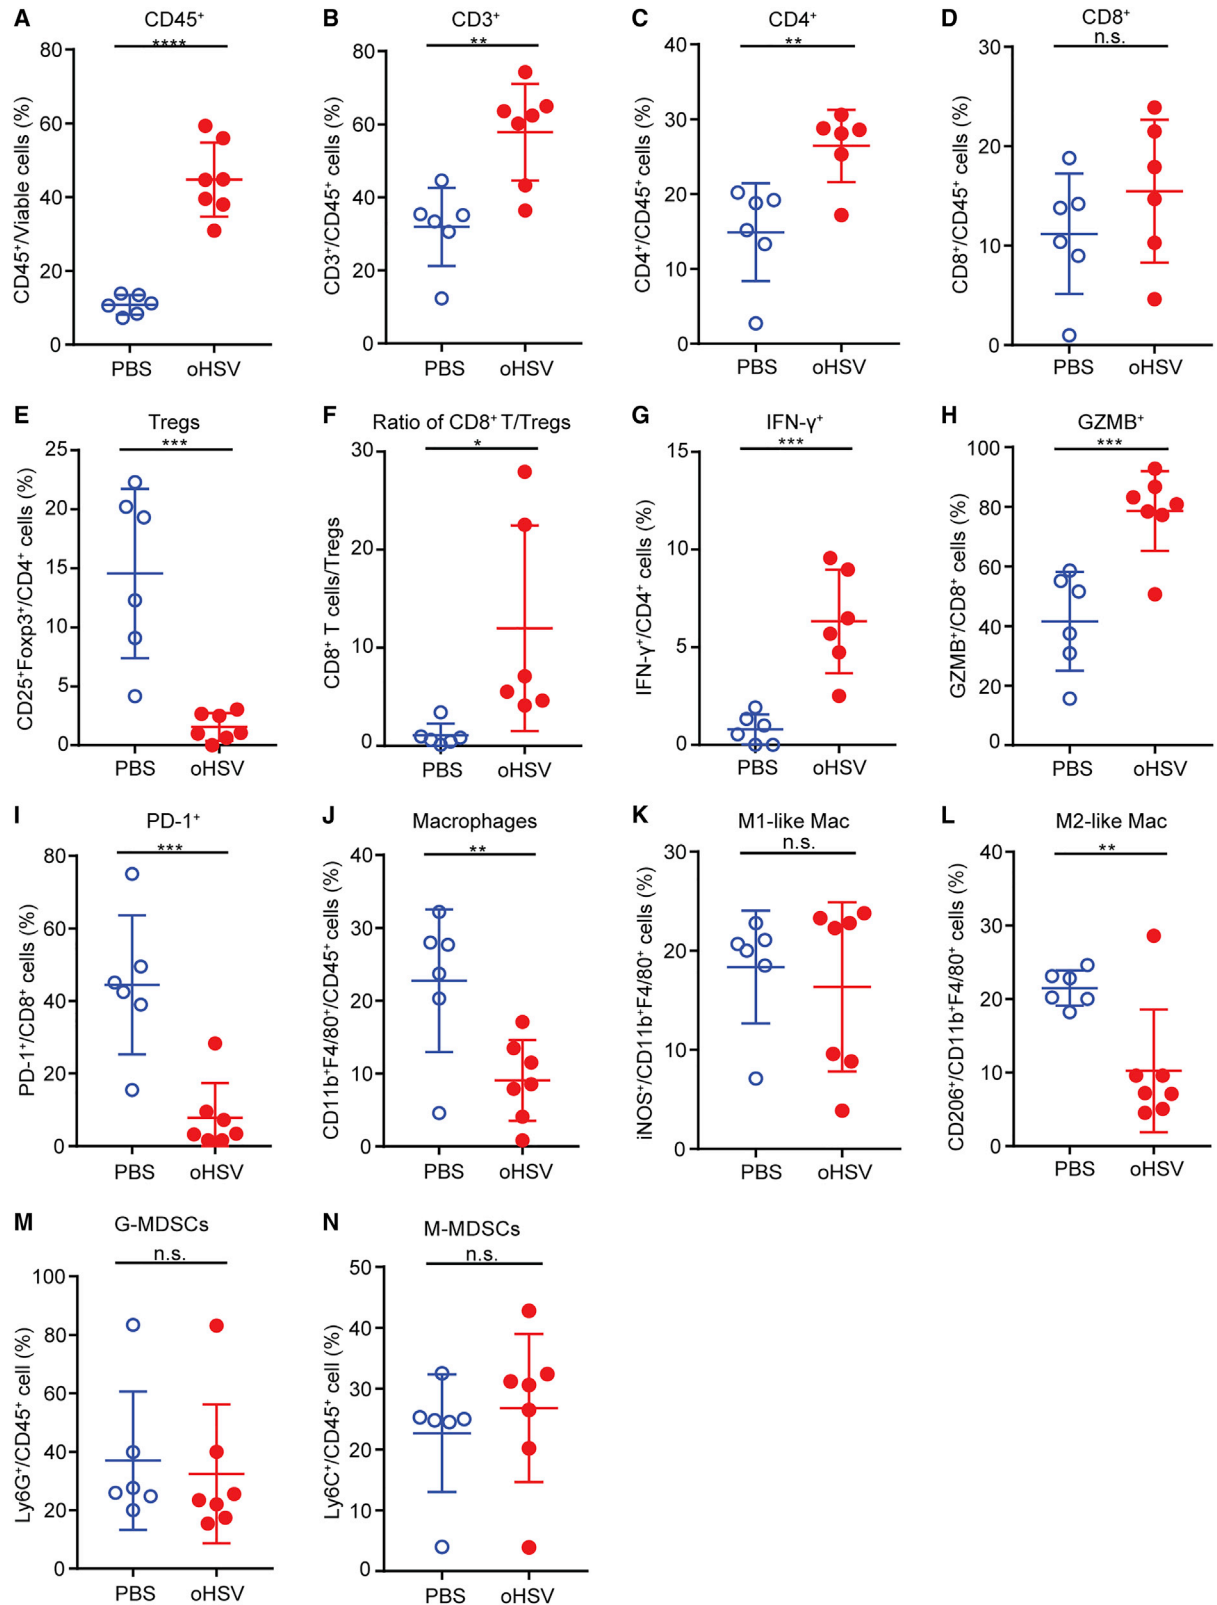 A
CD45⁺
****
CD45⁺/Viable cells (%)
80
60
40
20
0
PBS
oHSV
B
CD3⁺
**
CD3⁺/CD45⁺ cells (%)
80
60
40
20
0
PBS
oHSV
C
CD4⁺
**
CD4⁺/CD45⁺ cells (%)
40
30
20
10
0
PBS
oHSV
D
CD8⁺
n.s.
CD8⁺/CD45⁺ cells (%)
30
20
10
0
PBS
oHSV
E
Tregs
***
CD25⁺Foxp3⁺/CD4⁺ cells (%)
25
20
15
10
5
0
PBS
oHSV
F
Ratio of CD8⁺ T/Tregs
*
CD8⁺ T cells/Tregs
30
20
10
0
PBS
oHSV
G
IFN-γ⁺
***
IFN-γ⁺/CD4⁺ cells (%)
15
10
5
0
PBS
oHSV
H
GZMB⁺
***
GZMB⁺/CD8⁺ cells (%)
100
80
60
40
20
0
PBS
oHSV
I
PD-1⁺
***
PD-1⁺/CD8⁺ cells (%)
80
60
40
20
0
PBS
oHSV
J
Macrophages
**
CD11b⁺F4/80⁺/CD45⁺ cells (%)
40
30
20
10
0
PBS
oHSV
K
M1-like Mac
n.s.
iNOS⁺/CD11b⁺F4/80⁺ cells (%)
30
20
10
0
PBS
oHSV
L
M2-like Mac
**
CD206⁺/CD11b⁺F4/80⁺ cells (%)
40
30
20
10
0
PBS
oHSV
M
G-MDSCs
n.s.
Ly6G⁺/CD45⁺ cell (%)
100
80
60
40
20
0
PBS
oHSV
N
M-MDSCs
n.s.
Ly6C⁺/CD45⁺ cell (%)
50
40
30
20
10
0
PBS
oHSV